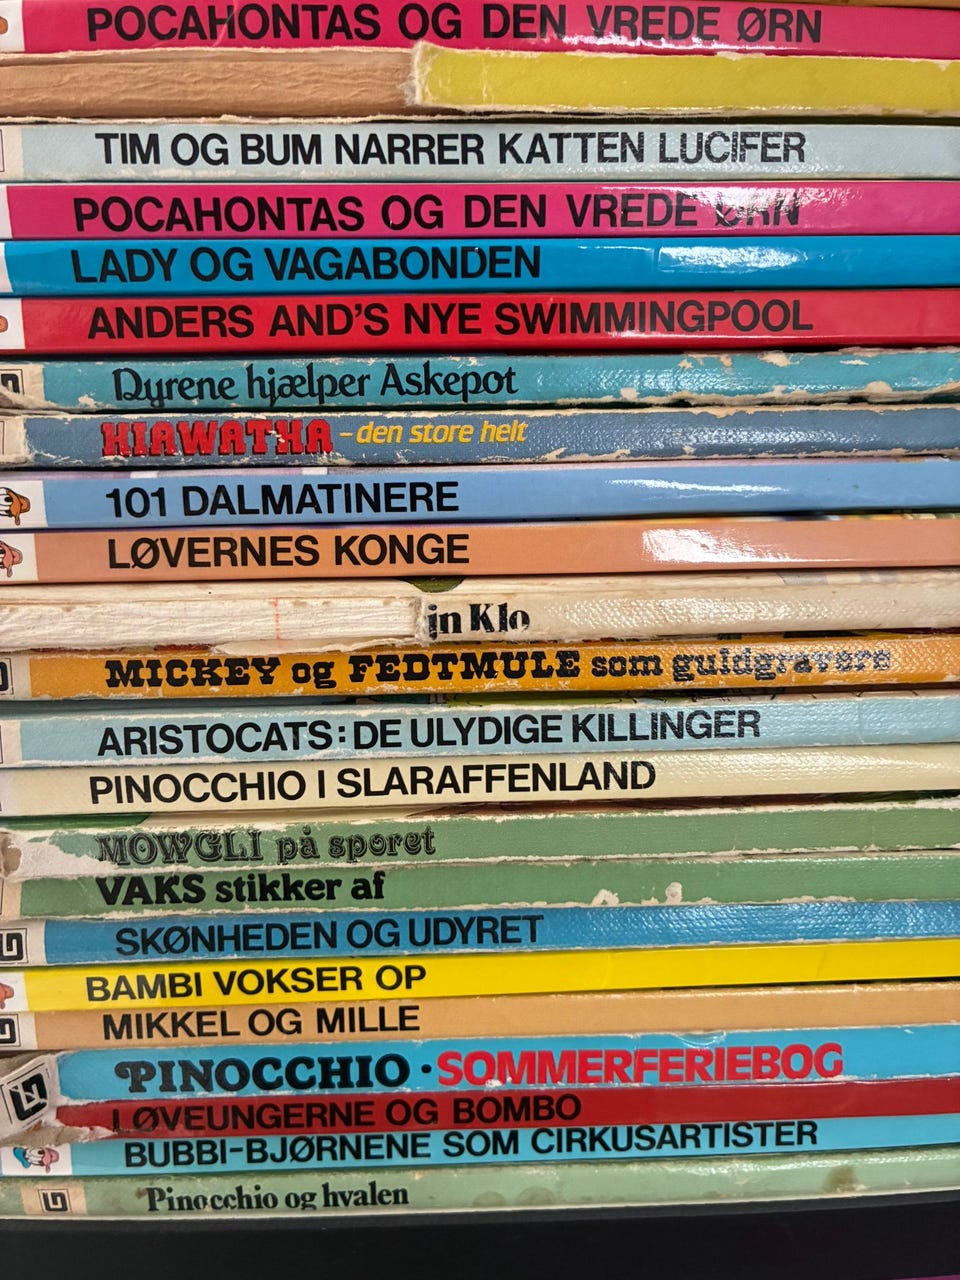 POCAHONTAS OG DEN VREDE ØRN
TIM OG BUM NARRER KATTEN LUCIFER
POCAHONTAS OG DEN VREDE ØRN
LADY OG VAGABONDEN
ANDERS AND'S NYE SWIMMINGPOOL
Dyrene hjælper Askepot
HIAWATHA – den store helt
101 DALMATINERE
LØVERNES KONGE
jn Klo
MICKEY og FEDTMULE som guldgravere
ARISTOCATS: DE ULYDIGE KILLINGER
PINOCCHIO I SLARAFFENLAND
MOWGLI på sporet
VAKS stikker af
SKØNHEDEN OG UDYRET
BAMBI VOKSER OP
MIKKEL OG MILLE
PINOCCHIO · SOMMERFERIEBOG
LØVEUNGERNE OG BOMBO
BUBBI-BJØRNENE SOM CIRKUSARTISTER
Pinocchio og hvalen